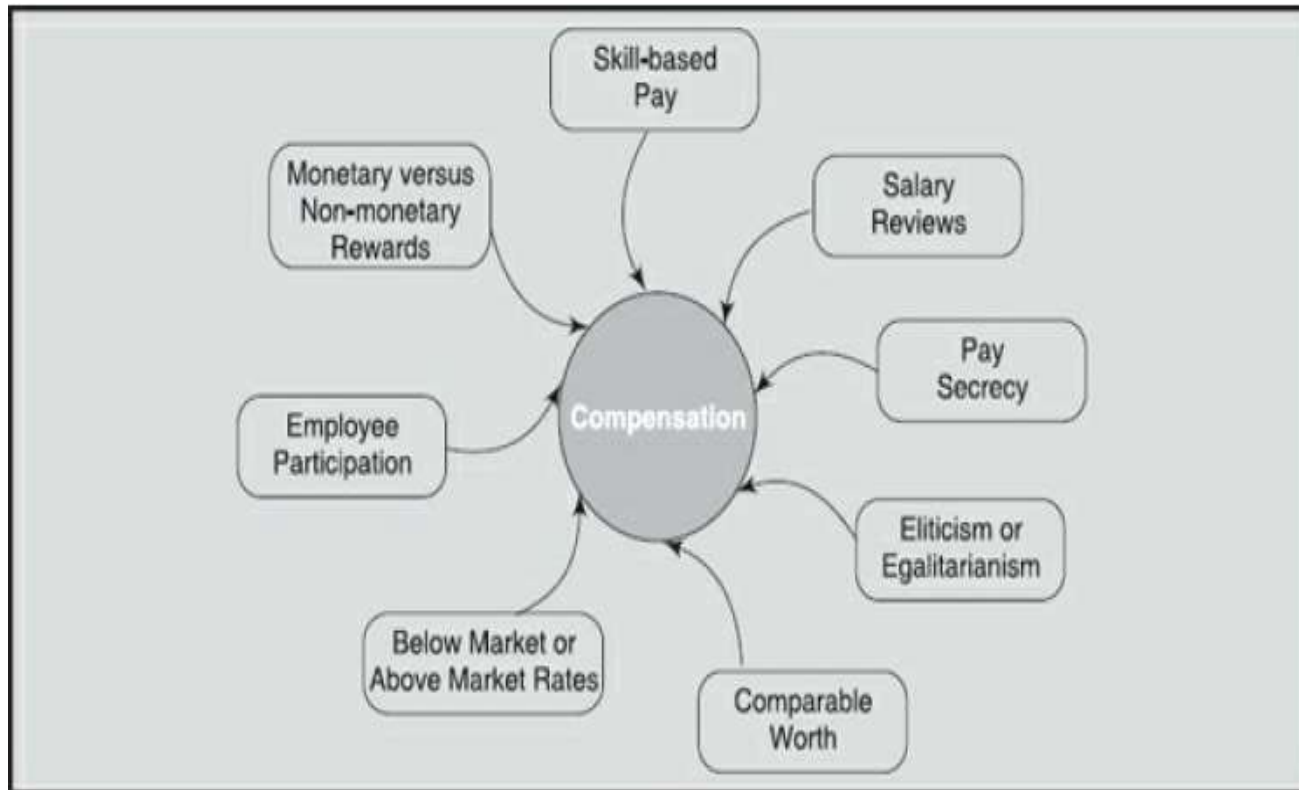 Skill-based
Pay
Monetary versus
Non-monetary
Rewards
Salary
Reviews
Pay
Secrecy
Compensation
Employee
Participation
Eliticism or
Egalitarianism
Below Market or
Above Market Rates
Comparable
Worth